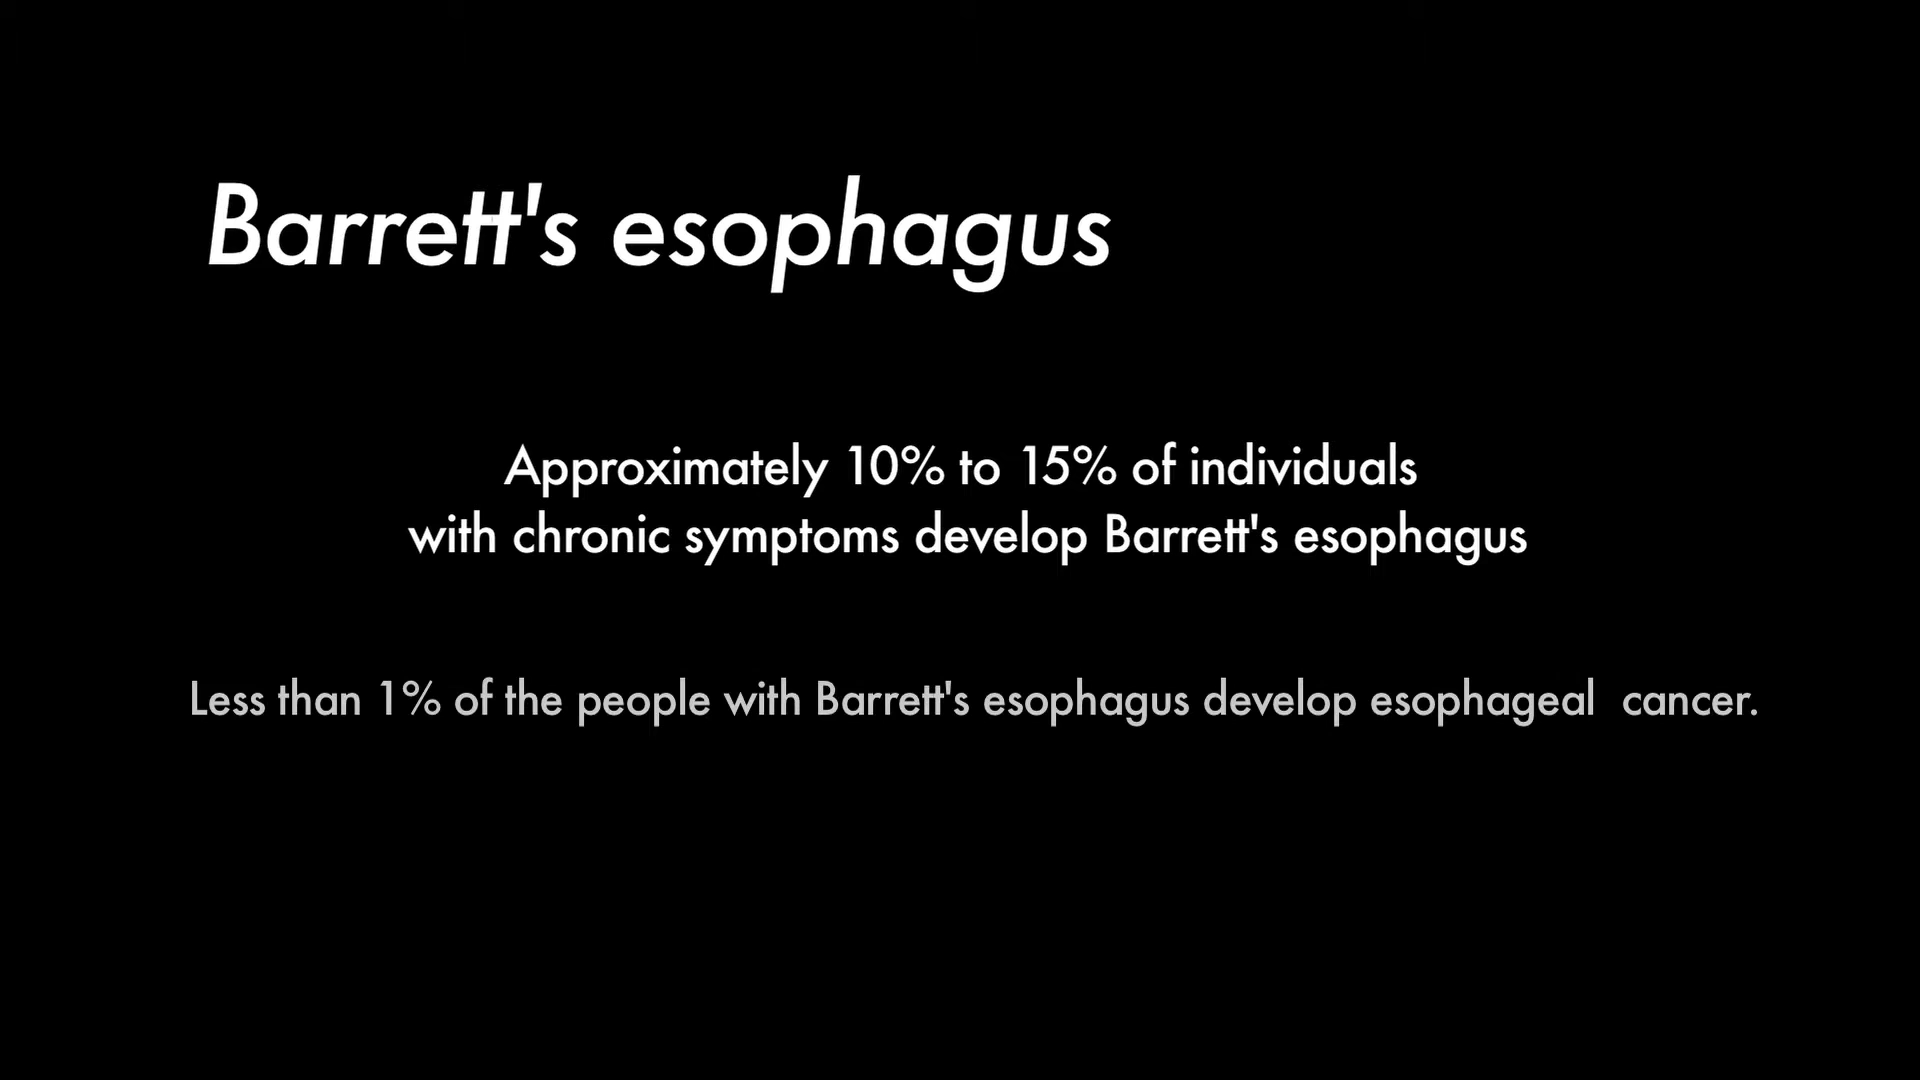 Barrett's esophagus
Approximately 10% to 15% of individuals
with chronic symptoms develop Barrett's esophagus
Less than 1% of the people with Barrett's esophagus develop esophageal  cancer.